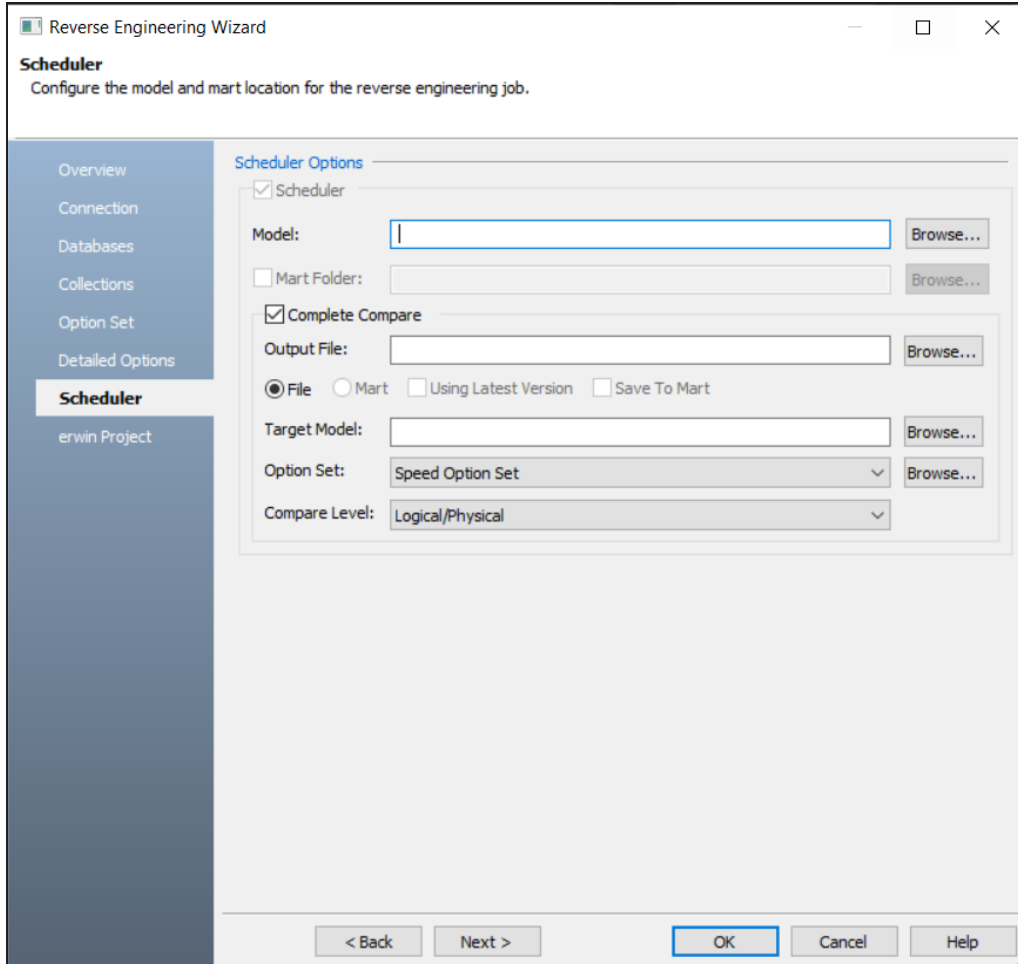 Reverse Engineering Wizard
Scheduler
Configure the model and mart location for the reverse engineering job.
Overview
Connection
Databases
Collections
Option Set
Detailed Options
Scheduler
erwin Project
Scheduler Options
Scheduler
Model: Browse...
Mart Folder: Browse...
Complete Compare
Output File: Browse...
File Mart Using Latest Version Save To Mart
Target Model: Browse...
Option Set: Speed Option Set Browse...
Compare Level: Logical/Physical
< Back Next > OK Cancel Help